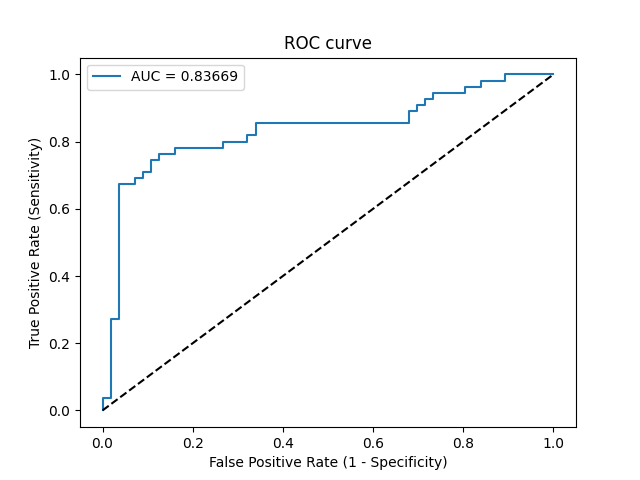 ROC curve
AUC = 0.83669
True Positive Rate (Sensitivity)
1.0
0.8
0.6
0.4
0.2
0.0
0.0 0.2 0.4 0.6 0.8 1.0
False Positive Rate (1 - Specificity)